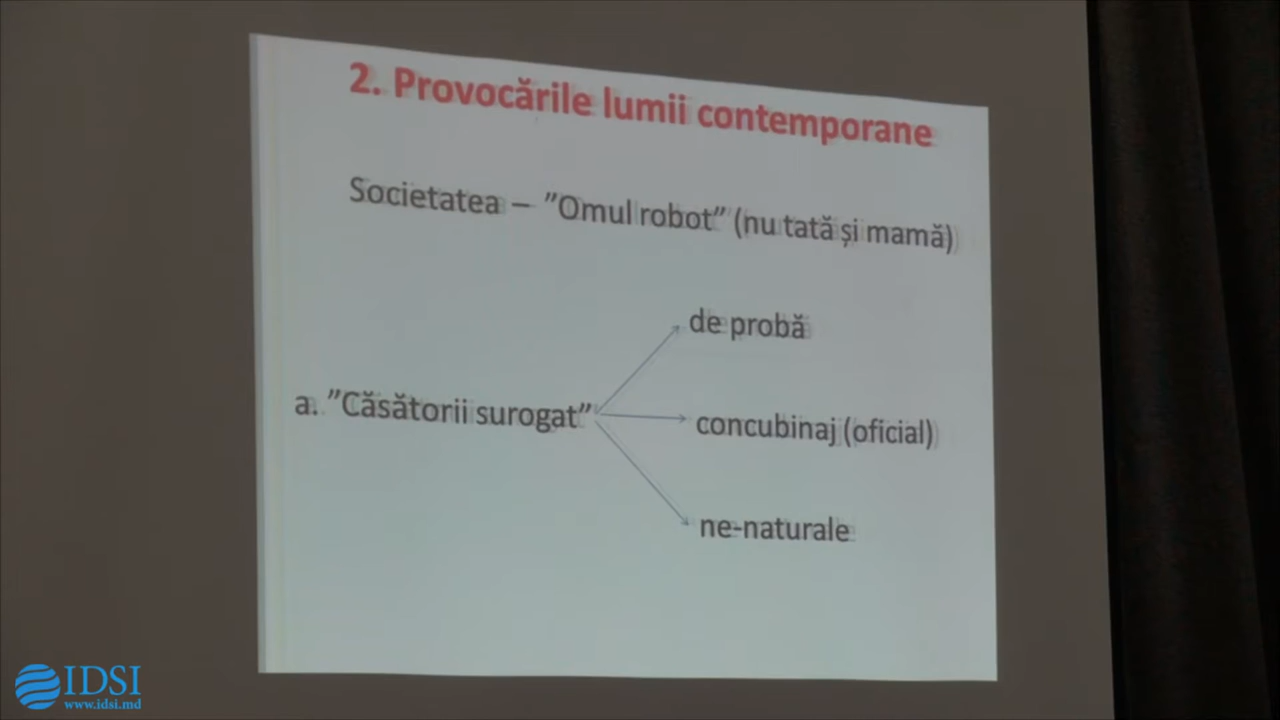 2. Provocările lumii contemporane
Societatea – ”Omul robot” (nu tată și mamă)
de probă
a. ”Căsătorii surogat”
concubinaj (oficial)
ne-naturale
IDSI
www.idsi.md